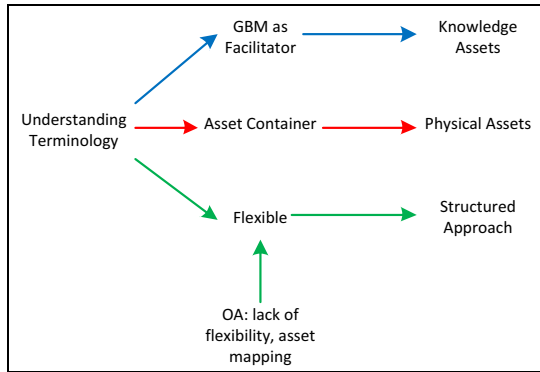 GBM as
Facilitator
Knowledge
Assets
Understanding
Terminology
Asset Container
Physical Assets
Flexible
Structured
Approach
OA: lack of
flexibility, asset
mapping